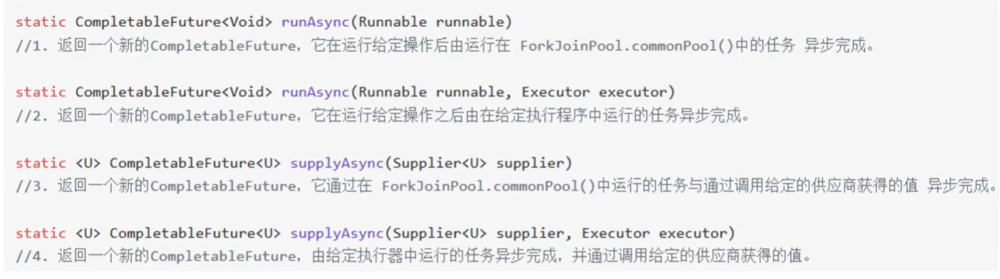 static CompletableFuture<Void> runAsync(Runnable runnable)
//1. 返回一个新的CompletableFuture，它在运行给定操作后由运行在 ForkJoinPool.commonPool()中的任务 异步完成。
static CompletableFuture<Void> runAsync(Runnable runnable, Executor executor)
//2. 返回一个新的CompletableFuture，它在运行给定操作之后由在给定执行程序中运行的任务异步完成。
static <U> CompletableFuture<U> supplyAsync(Supplier<U> supplier)
//3. 返回一个新的CompletableFuture，它通过在 ForkJoinPool.commonPool()中运行的任务与通过调用给定的供应商获得的值 异步完成。
static <U> CompletableFuture<U> supplyAsync(Supplier<U> supplier, Executor executor)
//4. 返回一个新的CompletableFuture，由给定执行器中运行的任务异步完成，并通过调用给定的供应商获得的值。